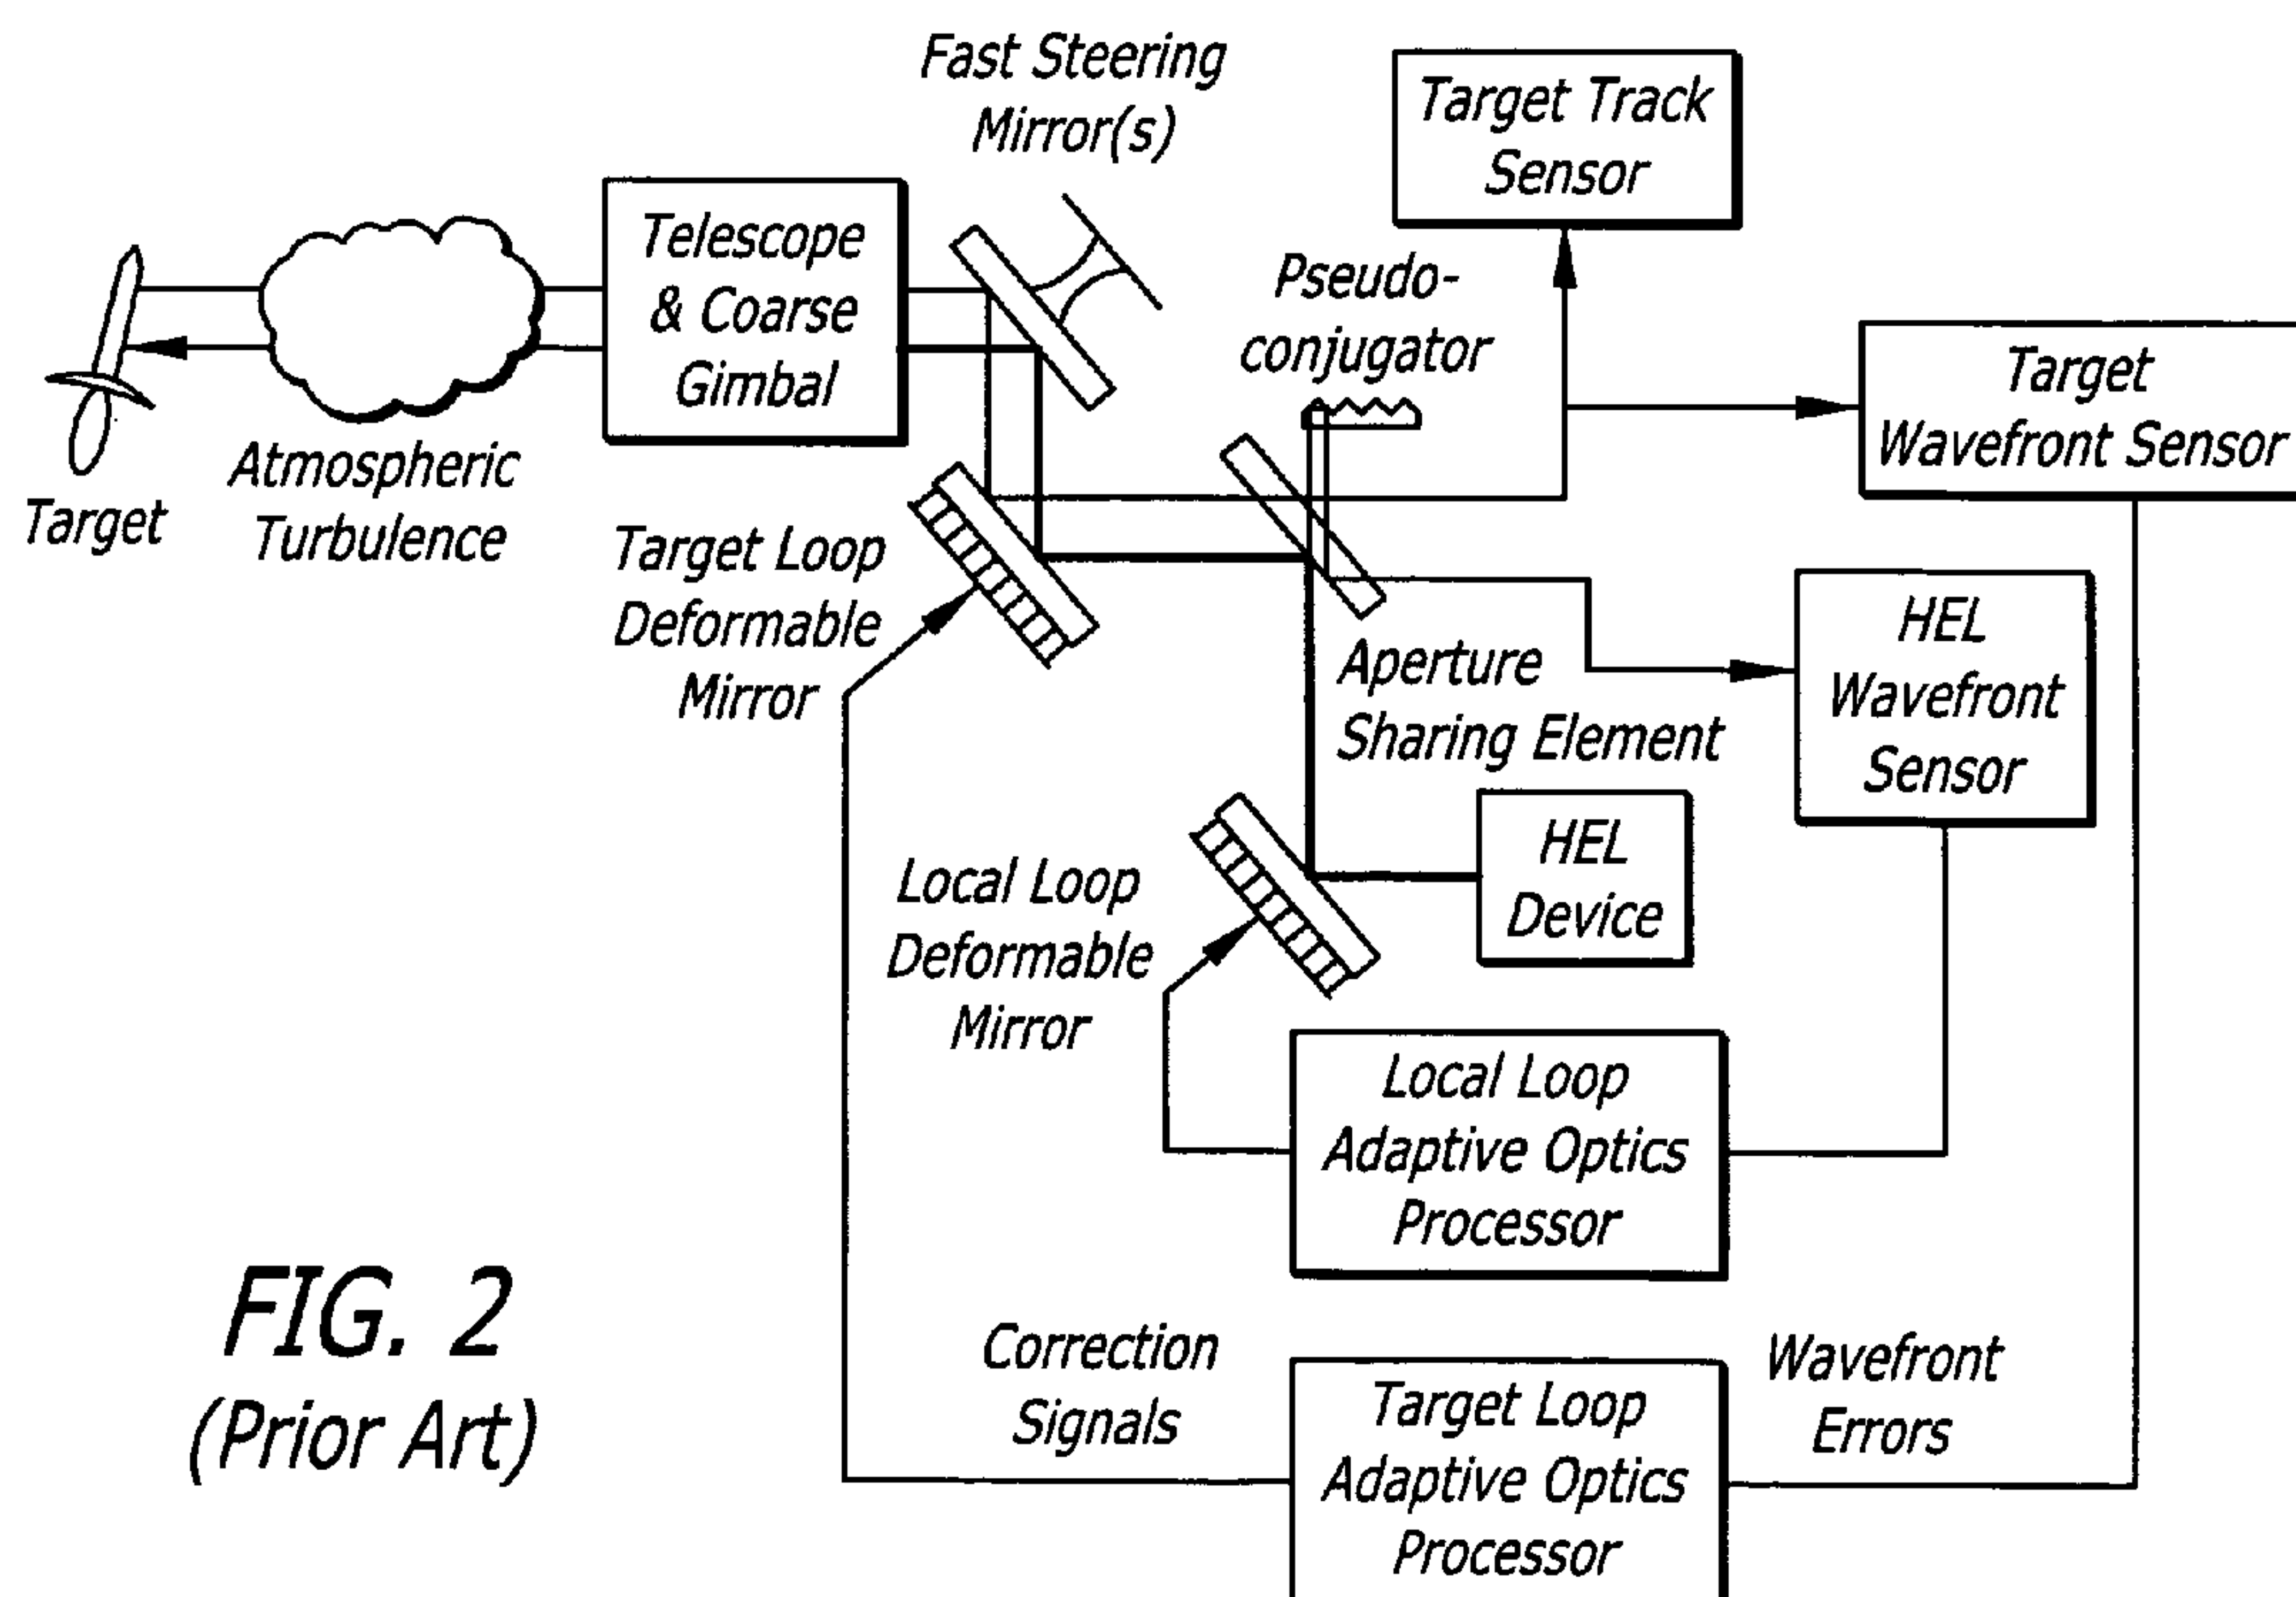 Fast Steering
Mirror(s)
Target Track
Sensor
Telescope
& Coarse
Gimbal
Pseudo-
conjugator
Target
Wavefront Sensor
Target
Atmospheric
Turbulence
Target Loop
Deformable
Mirror
Aperture
Sharing Element
HEL
Wavefront
Sensor
HEL
Device
Local Loop
Deformable
Mirror
Local Loop
Adaptive Optics
Processor
Correction
Signals
Target Loop
Adaptive Optics
Processor
Wavefront
Errors
FIG. 2
(Prior Art)